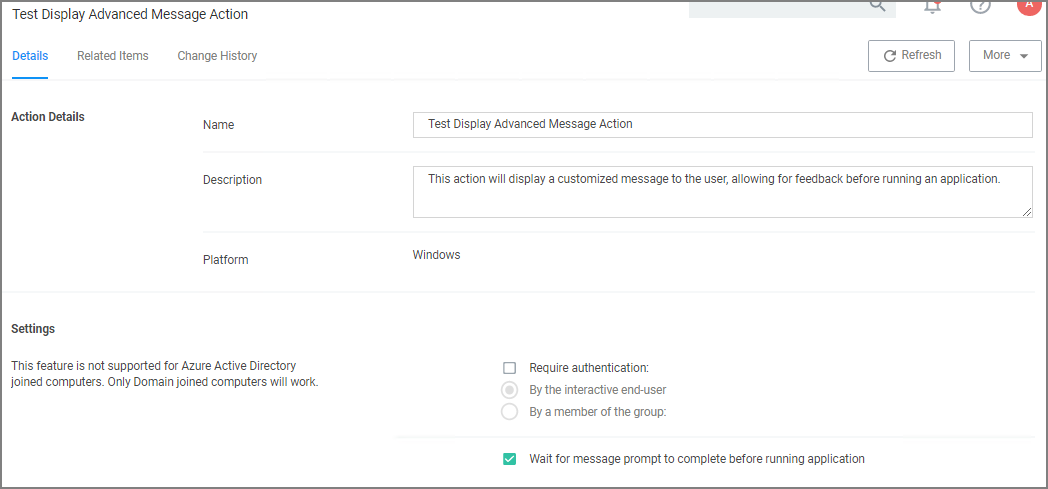 Test Display Advanced Message Action
A
Details
Related Items
Change History
Refresh
More
Action Details
Name
Test Display Advanced Message Action
Description
This action will display a customized message to the user, allowing for feedback before running an application.
Platform
Windows
Settings
This feature is not supported for Azure Active Directory
joined computers. Only Domain joined computers will work.
Require authentication:
By the interactive end-user
By a member of the group:
Wait for message prompt to complete before running application